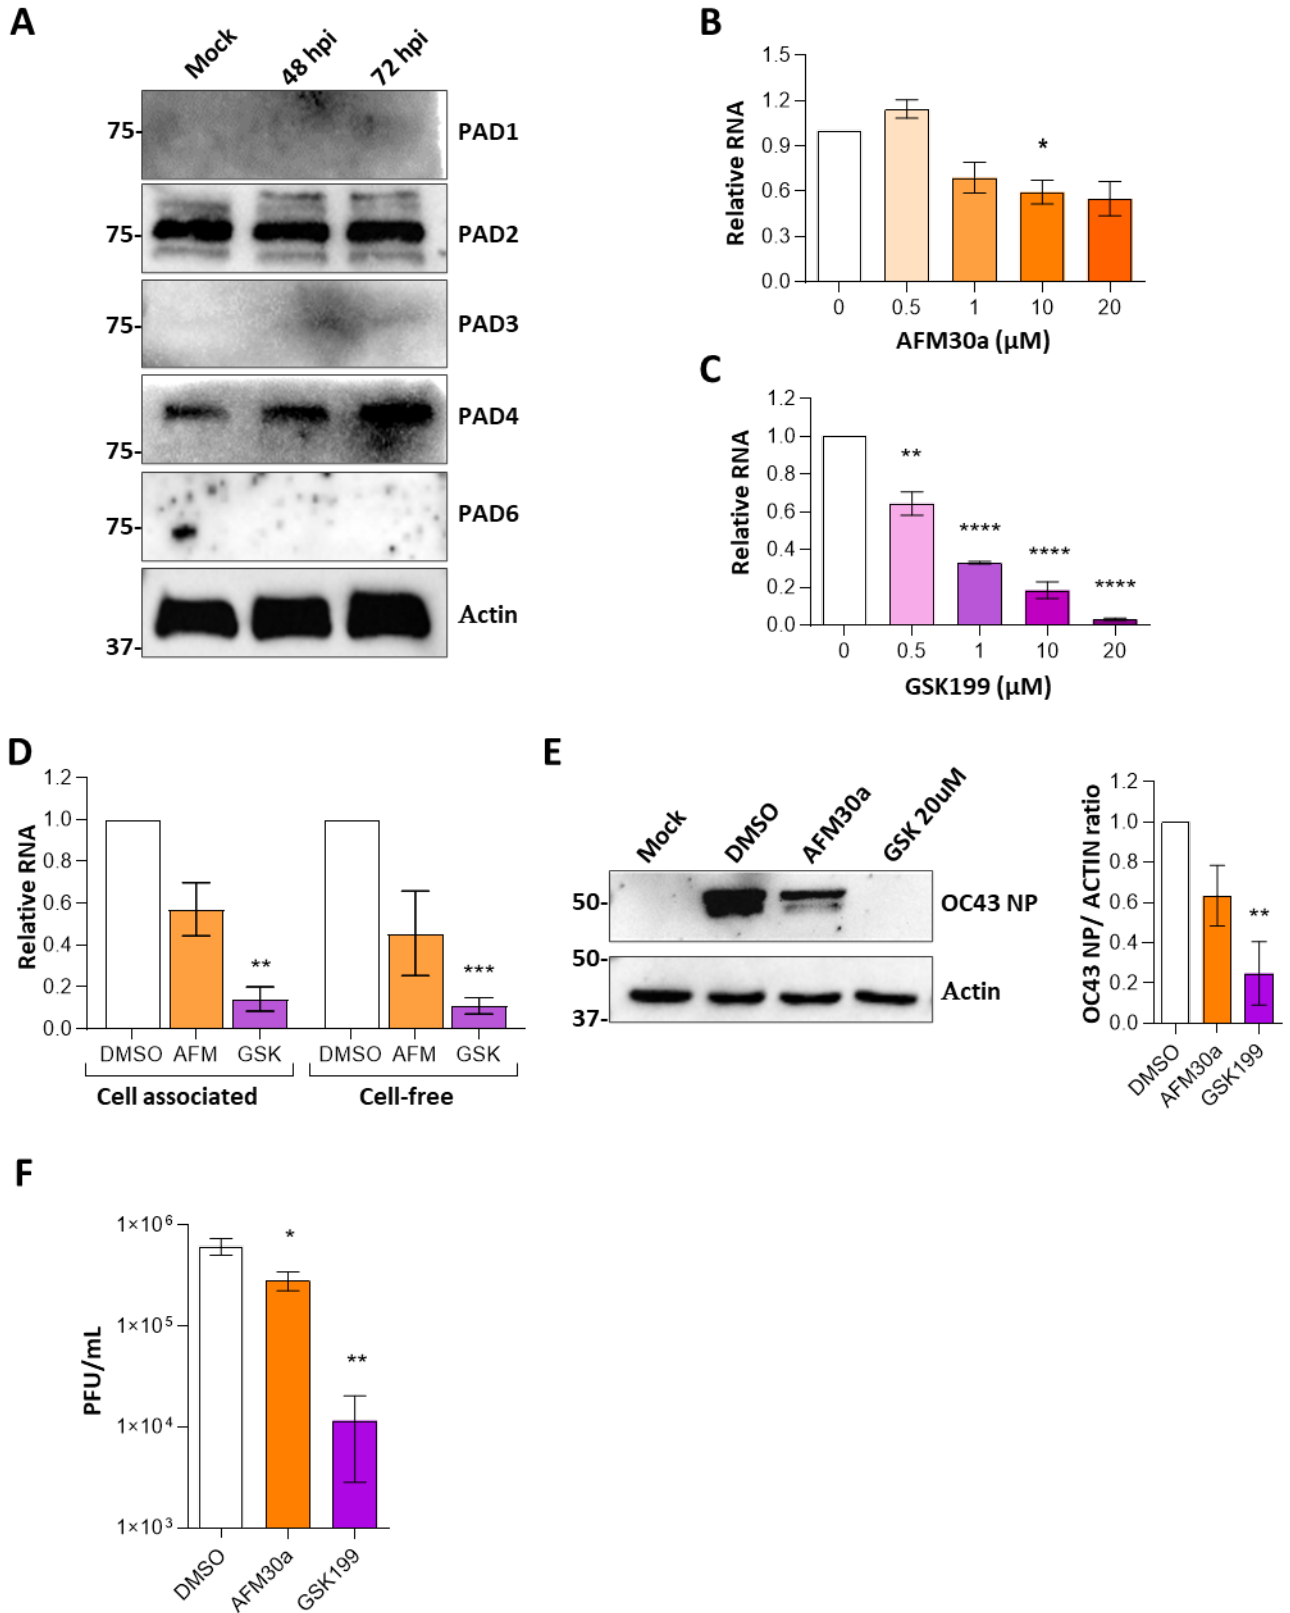 A
Mock
48 hpi
72 hpi
75-
PAD1
75-
PAD2
75-
PAD3
PAD4
75-
75-
PAD6
Actin
37-
B
Relative RNA
1.5
1.2
0.9
0.6
0.3
0.0
*
0 0.5 1 10 20
AFM30a (µM)
C
Relative RNA
1.2
1.0
0.8
0.6
0.4
0.2
0.0
**
****
****
****
0 0.5 1 10 20
GSK199 (µM)
D
Relative RNA
1.2
1.0
0.8
0.6
0.4
0.2
0.0
**
***
DMSO AFM GSK DMSO AFM GSK
Cell associated Cell-free
E
Mock
DMSO
AFM30a
GSK 20uM
50-
OC43 NP
50-
Actin
37-
OC43 NP/ ACTIN ratio
1.2
1.0
0.8
0.6
0.4
0.2
0.0
**
DMSO
AFM30a
GSK199
F
PFU/mL
1×10⁶
1×10⁵
1×10⁴
1×10³
*
**
DMSO
AFM30a
GSK199